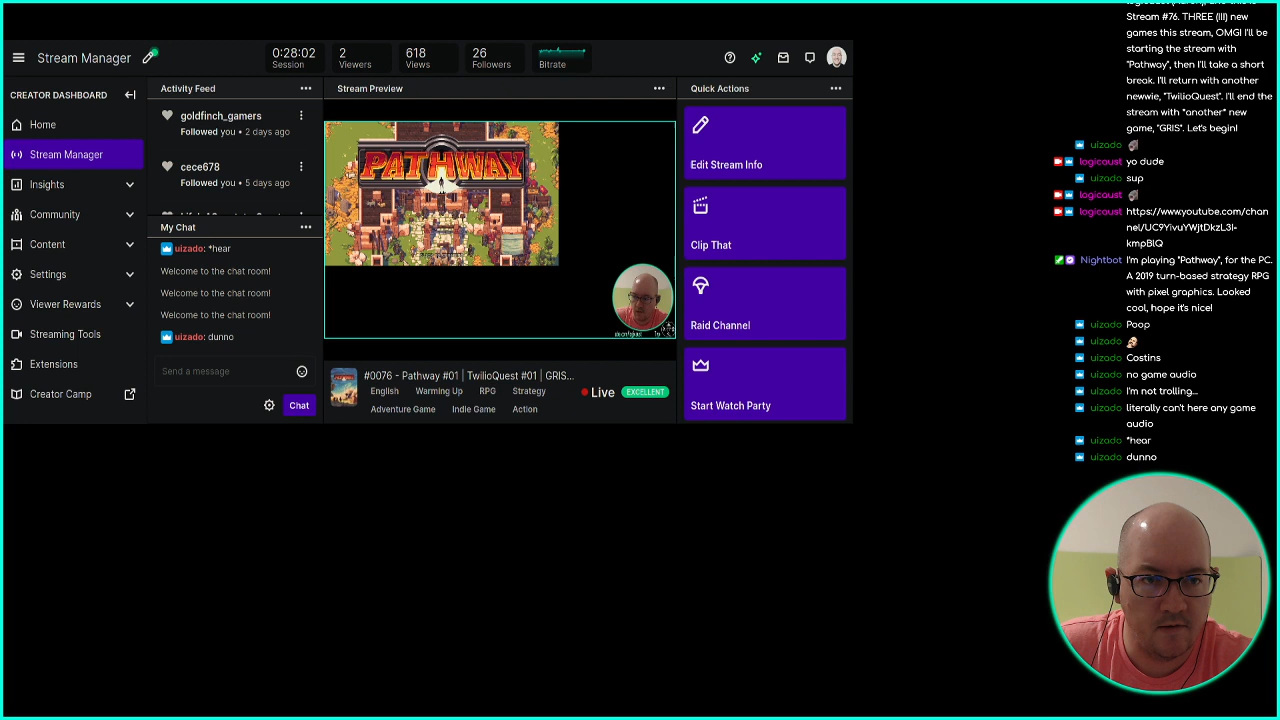 Stream Manager
0:28:02
Session
2
Viewers
618
Views
26
Followers
Bitrate
CREATOR DASHBOARD
Home
Stream Manager
Insights
Community
Content
Settings
Viewer Rewards
Streaming Tools
Extensions
Creator Camp
Activity Feed
goldfinch_gamers
Followed you • 2 days ago
cece678
Followed you • 5 days ago
My Chat
uizado: *hear
Welcome to the chat room!
Welcome to the chat room!
Welcome to the chat room!
uizado: dunno
Send a message
Chat
Stream Preview
PATHWAY
#0076 - Pathway #01 | TwilioQuest #01 | GRIS...
English Warming Up RPG Strategy
Adventure Game Indie Game Action
Live
EXCELLENT
Quick Actions
Edit Stream Info
Clip That
Raid Channel
Start Watch Party
Stream #76. THREE (III) new
games this stream, OMG! I'll be
starting the stream with
"Pathway", then I'll take a short
break. I'll return with another
newwie, "TwilioQuest". I'll end the
stream with *another* new
game, "GRIS". Let's begin!
uizado
logicoust yo dude
uizado sup
logicoust
logicoust https://www.youtube.com/chan
nel/UC9YivuYWjtDkzL3I-
kmpBlQ
Nightbot I'm playing "Pathway", for the PC.
A 2019 turn-based strategy RPG
with pixel graphics. Looked
cool, hope it's nice!
uizado Poop
uizado
uizado Costins
uizado no game audio
uizado I'm not trolling...
uizado literally can't here any game
audio
uizado *hear
uizado dunno